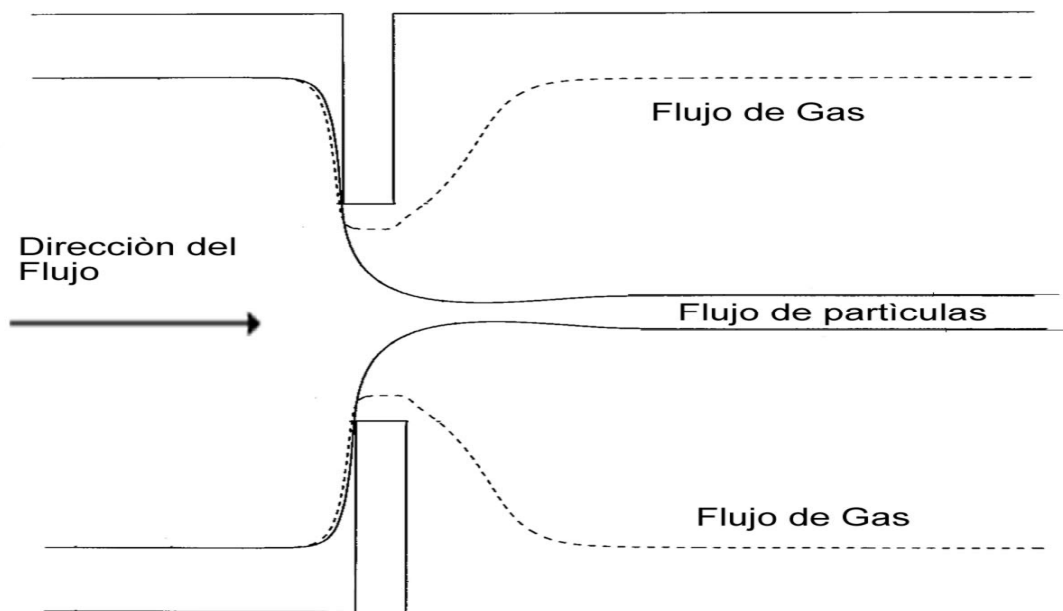 Flujo de Gas
Direcciòn del
Flujo
Flujo de partìculas
Flujo de Gas